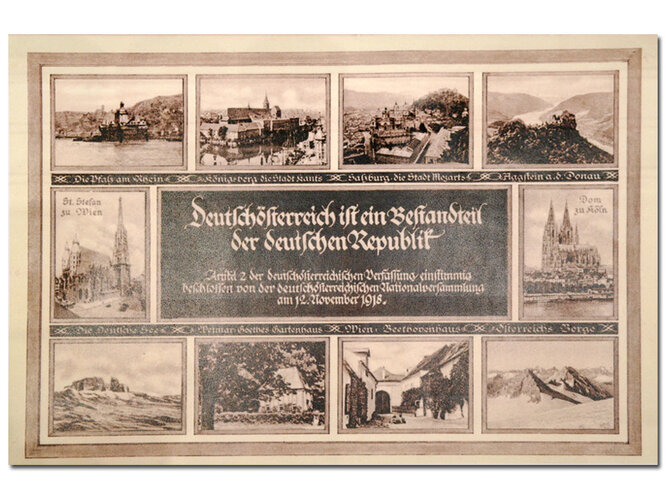 Die Pfalz am Rhein
Königsberg die Stadt Kants
Salzburg die Stadt Mozarts
Aggstein a.d. Donau
St. Stefan
zu Wien
Deutschösterreich ist ein Bestandteil
der deutschen Republik
Artikel 2 der deutschösterreichischen Verfassung einstimmig
beschlossen von der deutschösterreichischen Nationalversammlung
am 12. November 1918.
Dom
zu Köln
Die Deutsche See
Weimar Goethes Gartenhaus
Wien · Beethovenhaus
Österreichs Berge